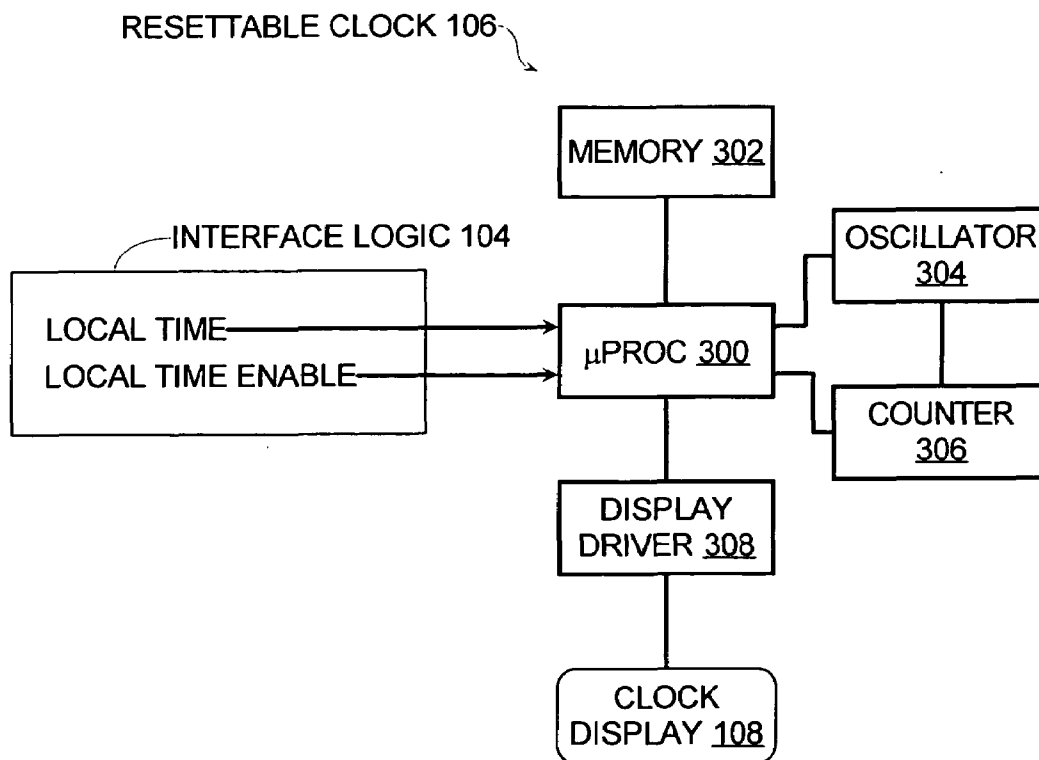 RESETTABLE CLOCK 106
MEMORY 302
INTERFACE LOGIC 104
OSCILLATOR
304
LOCAL TIME
LOCAL TIME ENABLE
μPROC 300
COUNTER
306
DISPLAY
DRIVER 308
CLOCK
DISPLAY 108